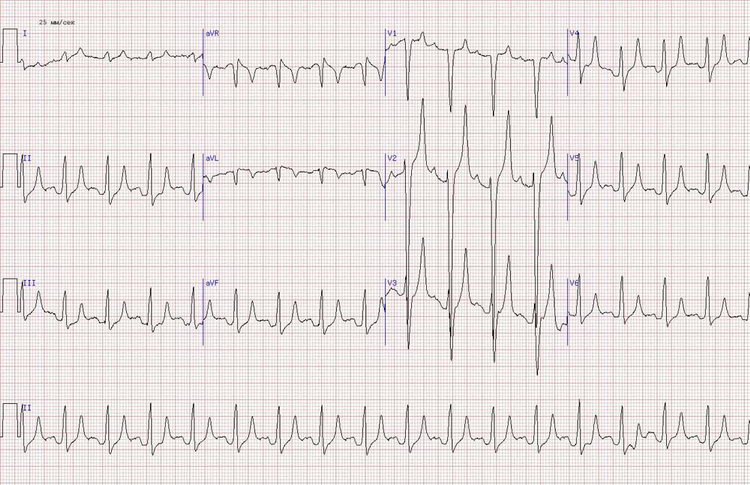 25 мм/сек
I aVR V1 V4
II aVL V2 V5
III aVF V3 V6
II